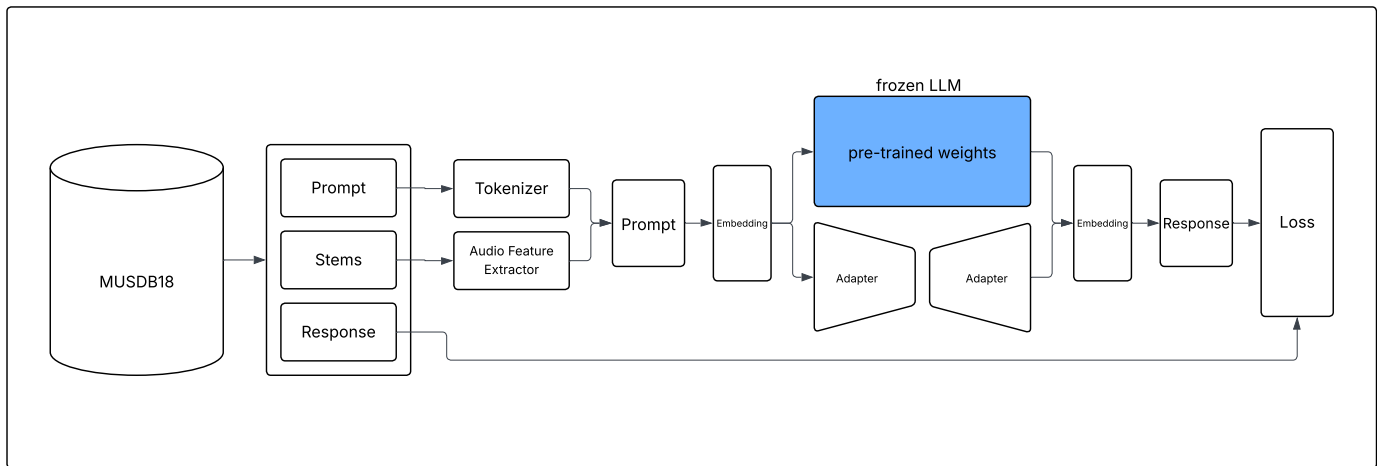 frozen LLM
pre-trained weights
MUSDB18
Prompt
Stems
Response
Tokenizer
Audio Feature
Extractor
Prompt
Embedding
Adapter
Adapter
Embedding
Response
Loss